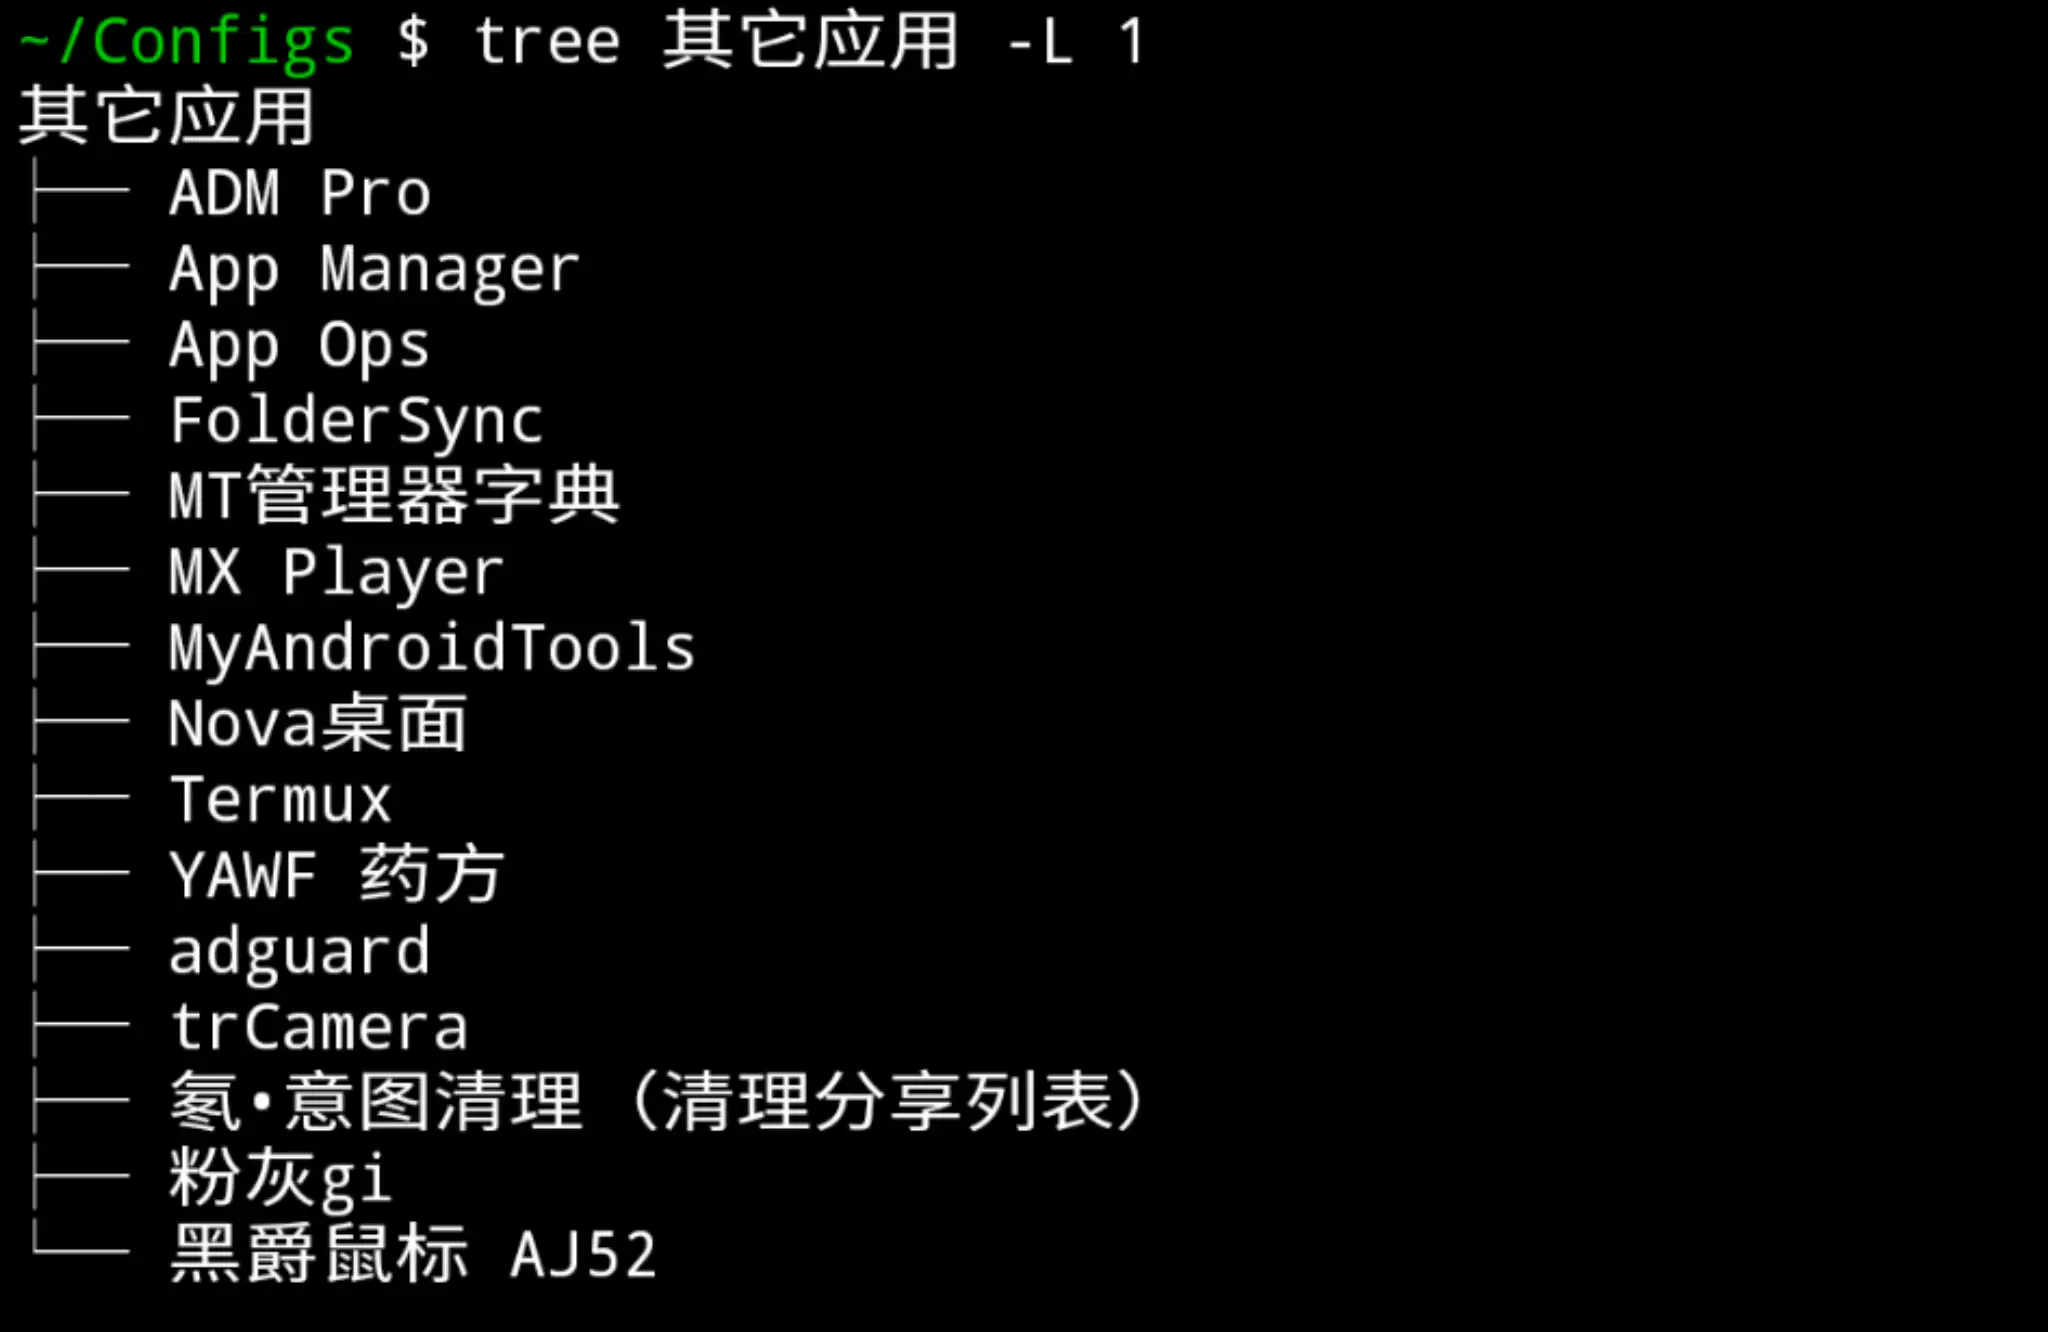 ~/Configs $ tree 其它应用 -L 1
其它应用
├── ADM Pro
├── App Manager
├── App Ops
├── FolderSync
├── MT管理器字典
├── MX Player
├── MyAndroidTools
├── Nova桌面
├── Termux
├── YAWF 药方
├── adguard
├── trCamera
├── 氦•意图清理（清理分享列表）
├── 粉灰gi
└── 黑爵鼠标 AJ52